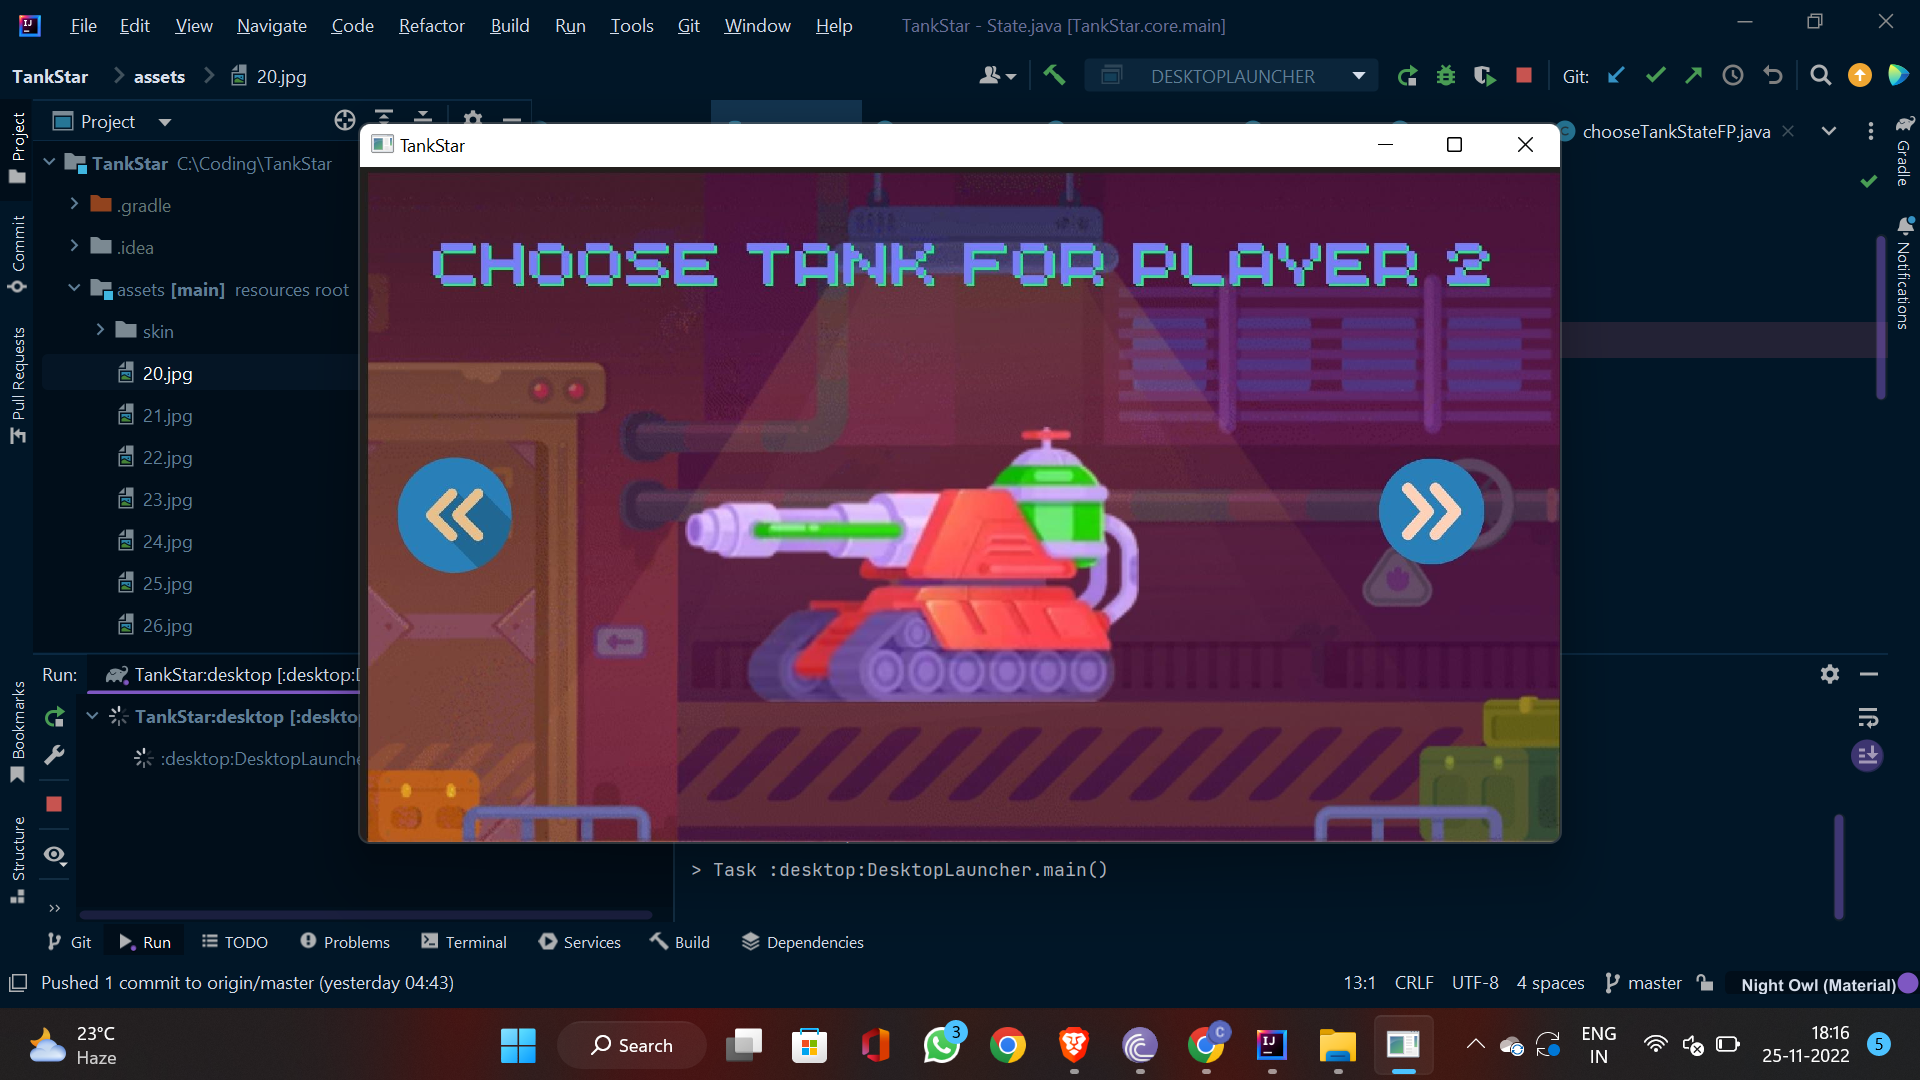 File Edit View Navigate Code Refactor Build Run Tools Git Window Help TankStar - State.java [TankStar.core.main]
TankStar assets 20.jpg DESKTOPLAUNCHER Git:
Project
Project
chooseTankStateFP.java
Gradle
TankStar
TankStar C:\Coding\TankStar
.gradle
Commit
.idea
Notifications
assets [main] resources root
CHOOSE TANK FOR PLAYER 2
skin
Pull Requests
20.jpg
21.jpg
22.jpg
23.jpg
24.jpg
25.jpg
26.jpg
Run: TankStar:desktop [:desktop:
Bookmarks
TankStar:desktop [:deskto
:desktop:DesktopLaunche
Structure
> Task :desktop:DesktopLauncher.main()
Git Run TODO Problems Terminal Services Build Dependencies
Pushed 1 commit to origin/master (yesterday 04:43) 13:1 CRLF UTF-8 4 spaces master Night Owl (Material)
23°C
Haze
Search
3
C
ENG
IN
18:16
25-11-2022
5